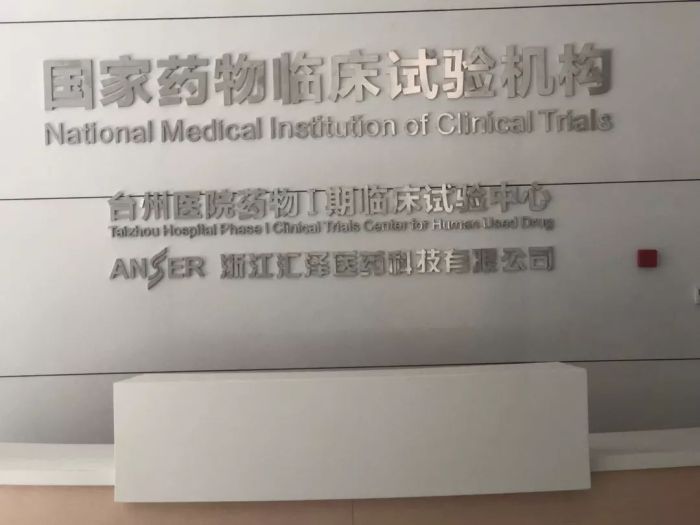 国家药物临床试验机构
National Medical Institution of Clinical Trials
台州医院药物I期临床试验中心
Taizhou Hospital Phase I Clinical Trials Center for Human Used Drug
ANSER 浙江汇泽医药科技有限公司